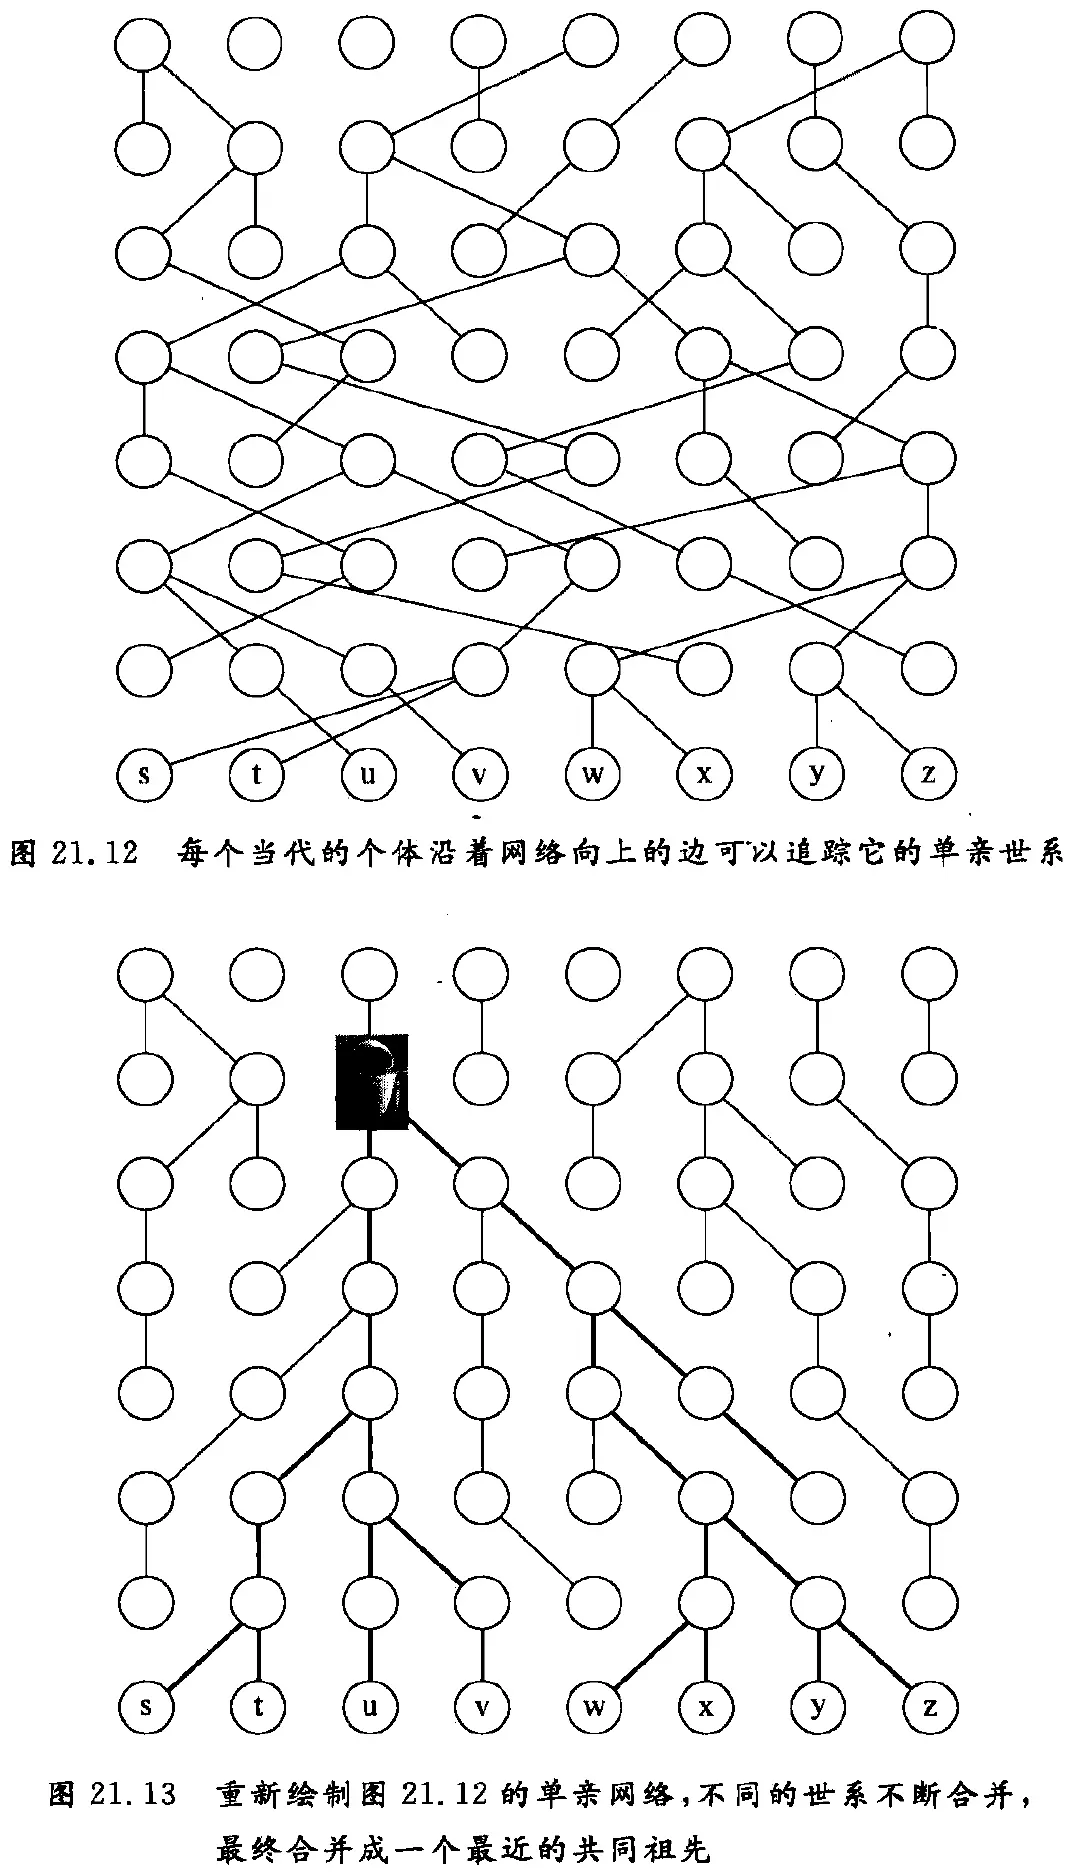 s t u v w x y z
图 21.12 每个当代的个体沿着网络向上的边可以追踪它的单亲世系
s t u v w x y z
图 21.13 重新绘制图 21.12 的单亲网络,不同的世系不断合并,
最终合并成一个最近的共同祖先